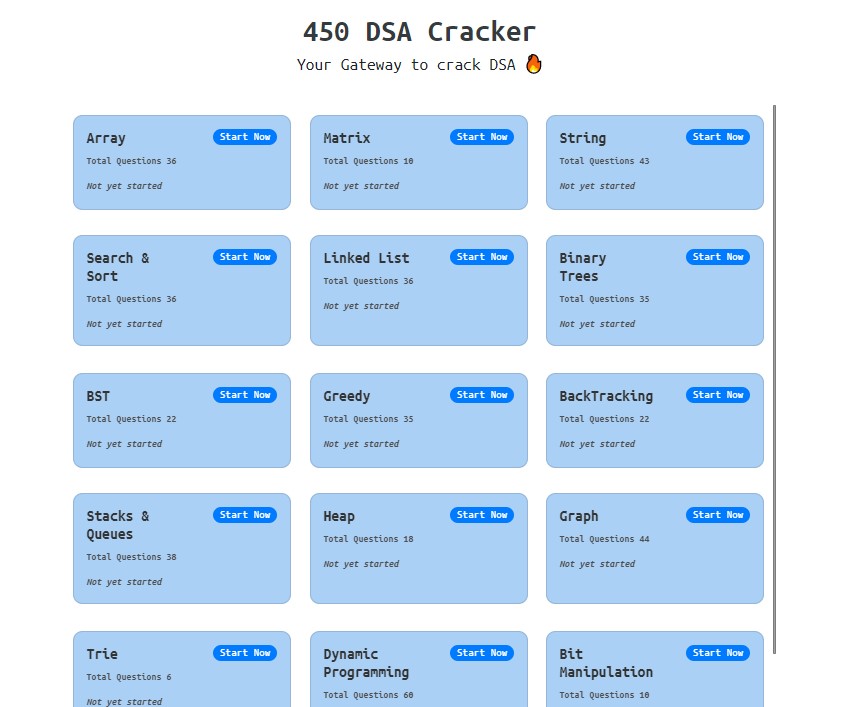 450 DSA Cracker
Your Gateway to crack DSA 🔥
Array
Start Now
Total Questions 36
Not yet started
Matrix
Start Now
Total Questions 10
Not yet started
String
Start Now
Total Questions 43
Not yet started
Search &
Sort
Start Now
Total Questions 36
Not yet started
Linked List
Start Now
Total Questions 36
Not yet started
Binary
Trees
Start Now
Total Questions 35
Not yet started
BST
Start Now
Total Questions 22
Not yet started
Greedy
Start Now
Total Questions 35
Not yet started
BackTracking
Start Now
Total Questions 22
Not yet started
Stacks &
Queues
Start Now
Total Questions 38
Not yet started
Heap
Start Now
Total Questions 18
Not yet started
Graph
Start Now
Total Questions 44
Not yet started
Trie
Start Now
Total Questions 6
Not yet started
Dynamic
Programming
Start Now
Total Questions 60
Bit
Manipulation
Start Now
Total Questions 10